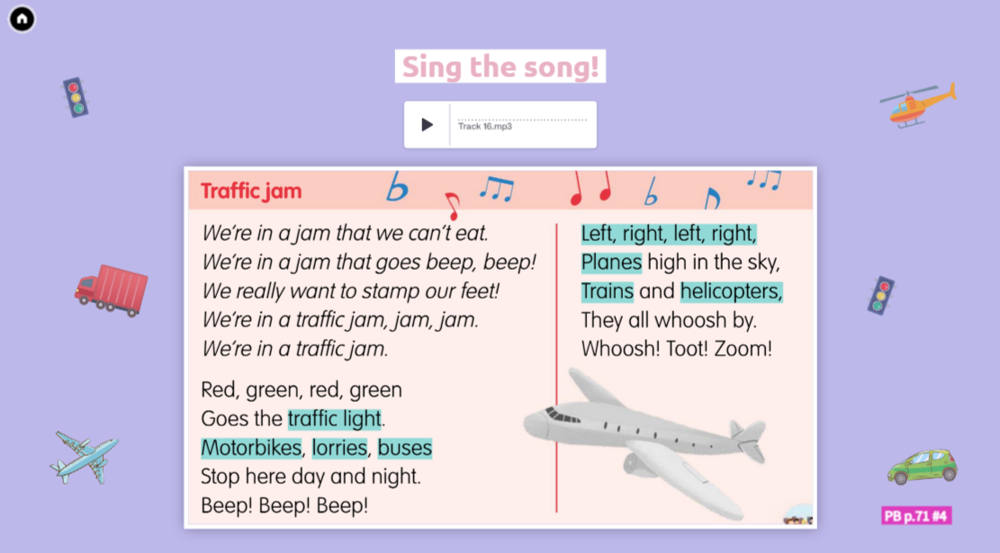 Sing the song!
Track 16.mp3
Traffic jam
We're in a jam that we can't eat.
We're in a jam that goes beep, beep!
We really want to stamp our feet!
We're in a traffic jam, jam, jam.
We're in a traffic jam.
Red, green, red, green
Goes the traffic light.
Motorbikes, lorries, buses
Stop here day and night.
Beep! Beep! Beep!
Left, right, left, right,
Planes high in the sky,
Trains and helicopters,
They all whoosh by.
Whoosh! Toot! Zoom!
PB p.71 #4